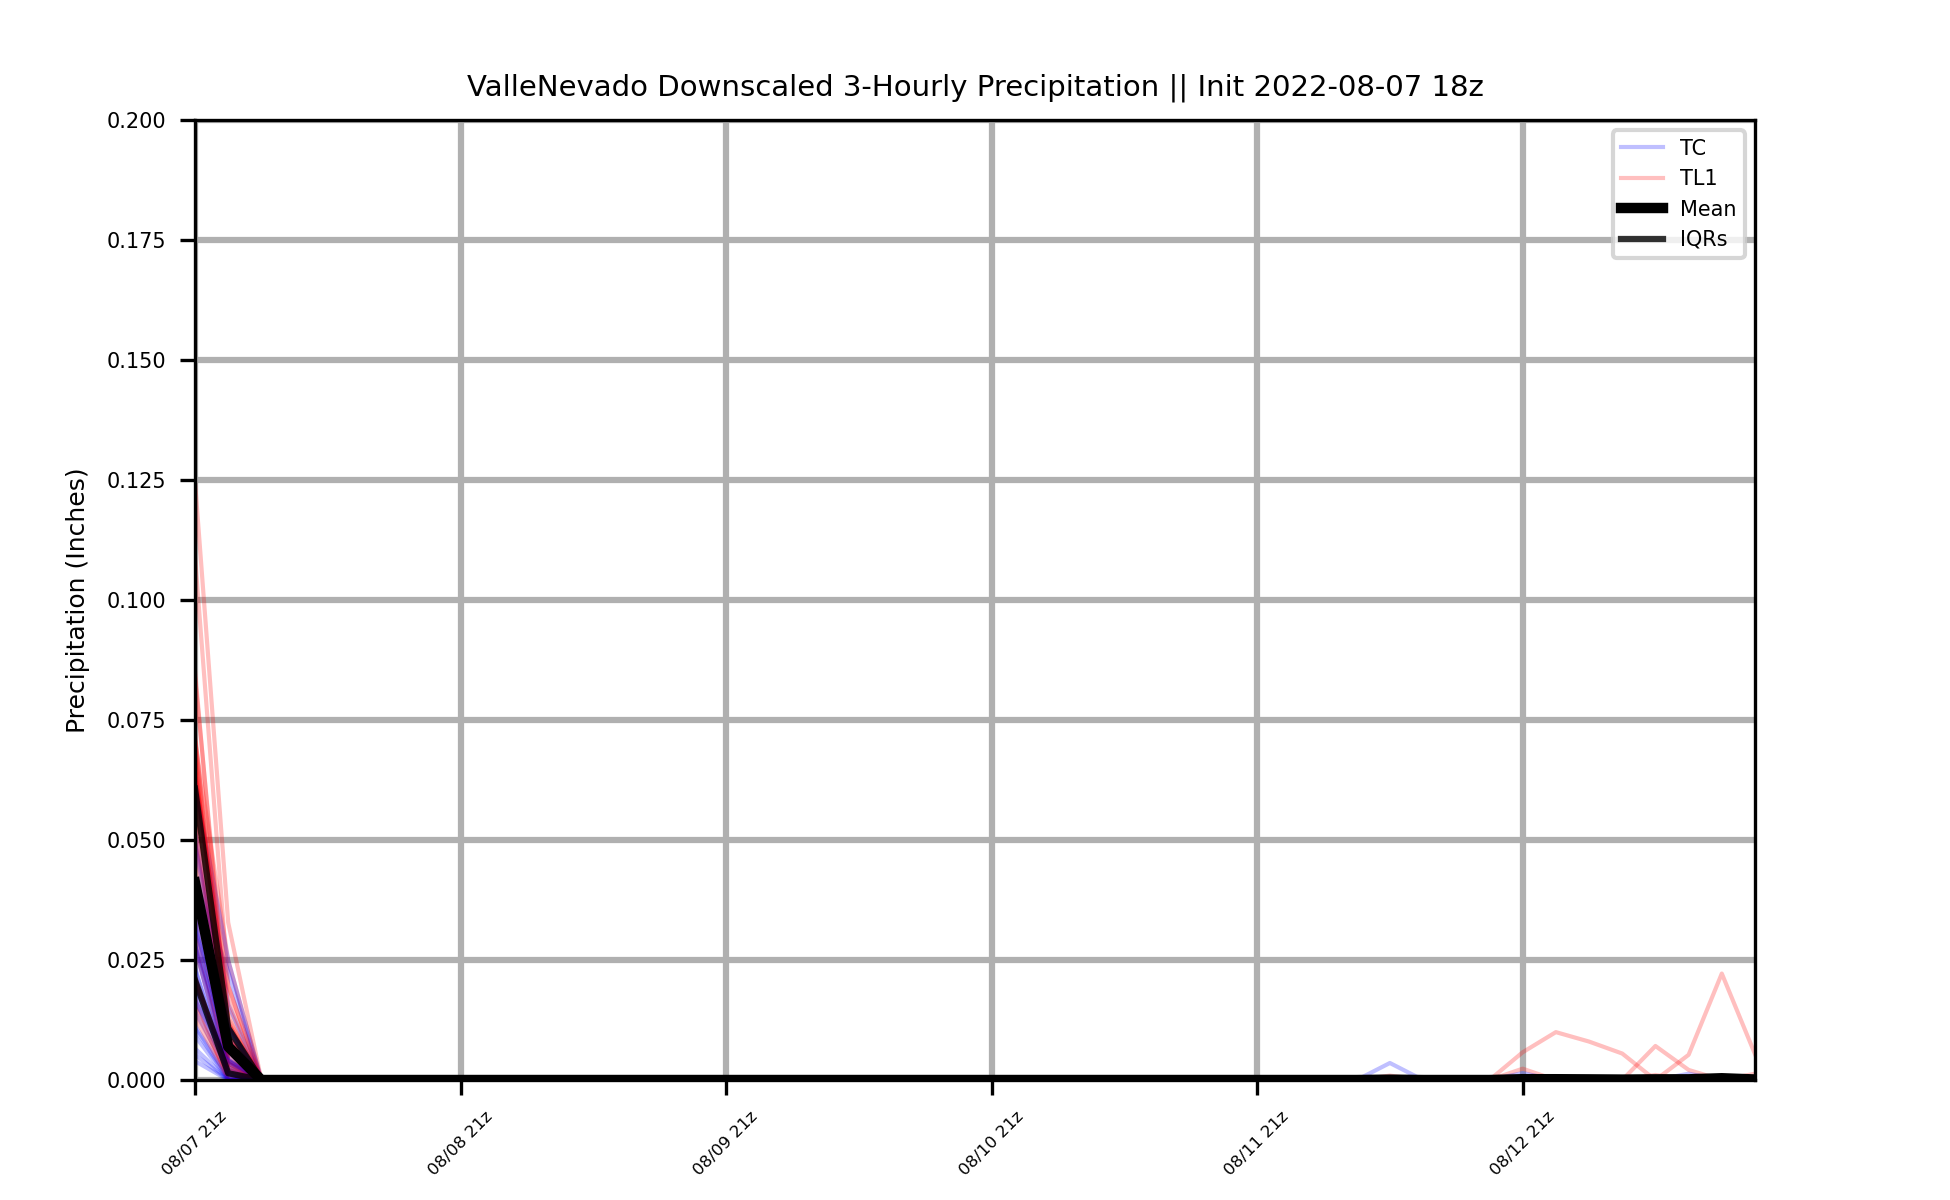 ValleNevado Downscaled 3-Hourly Precipitation || Init 2022-08-07 18z
TC
TL1
Mean
IQRs
Precipitation (Inches)
0.200
0.175
0.150
0.125
0.100
0.075
0.050
0.025
0.000
08/07 21z
08/08 21z
08/09 21z
08/10 21z
08/11 21z
08/12 21z